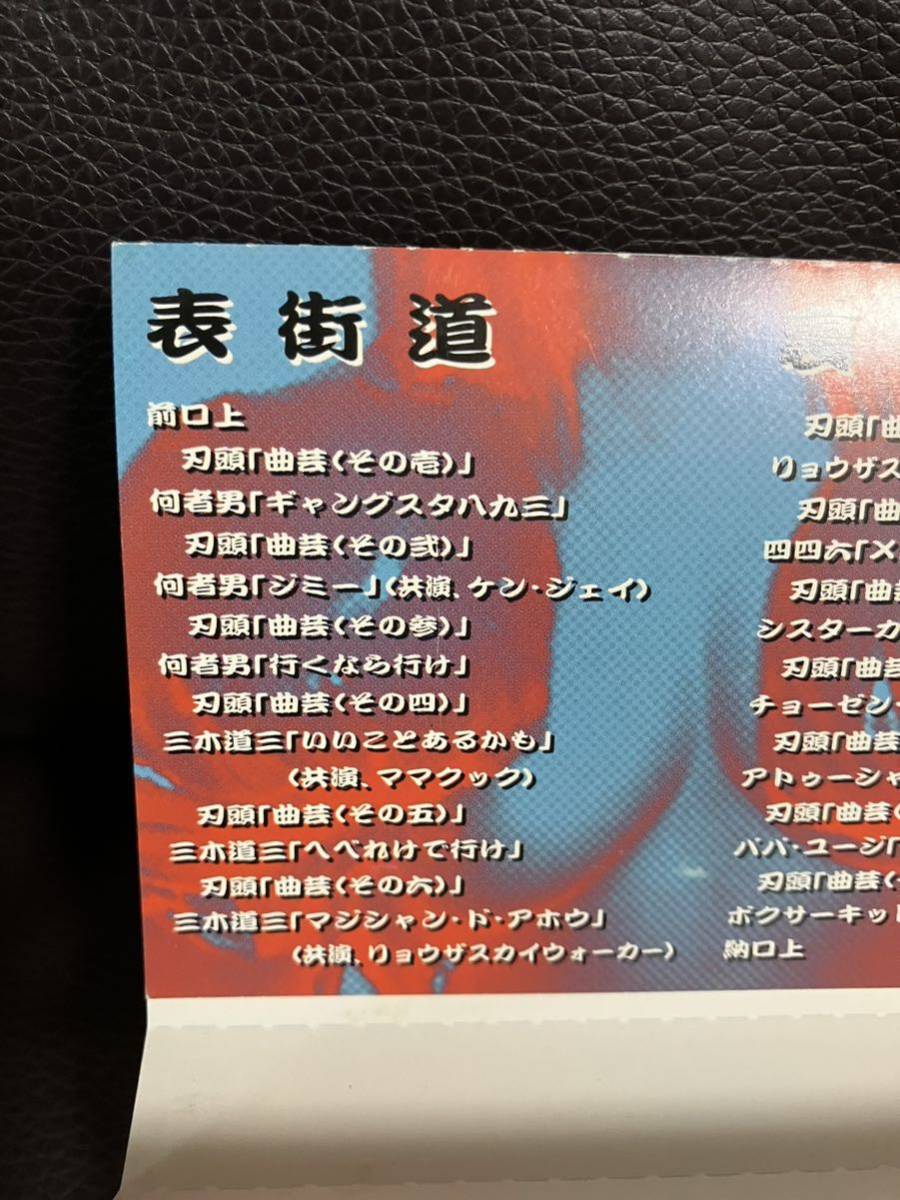 表街道
前口上
刃頭「曲芸(その壱)」
何者男「ギャングスタ八九三」
刃頭「曲芸(その弐)」
何者男「ジミー」(共演、ケン・ジェイ)
刃頭「曲芸(その参)」
何者男「行くなら行け」
刃頭「曲芸(その四)」
三木道三「いいことあるかも」
(共演、ママクック)
刃頭「曲芸(その五)」
三木道三「へべれけで行け」
刃頭「曲芸(その六)」
三木道三「マジシャン・ド・アホウ」
(共演、リョウザスカイウォーカー)
刃頭「曲
リョウザス
刃頭「曲
四四六「X
刃頭「曲芸
シスターカ
刃頭「曲芸
チョーゼン・
刃頭「曲芸
アトゥーシャ
刃頭「曲芸(
パパ・ユージ「
刃頭「曲芸(
ボクサーキッド
納口上